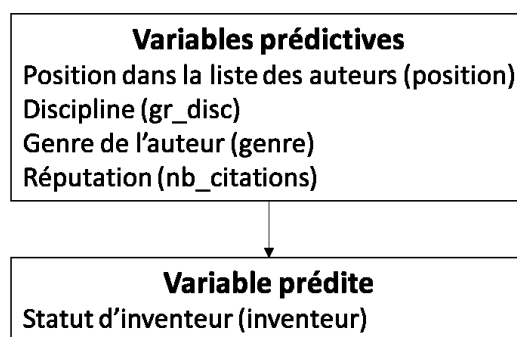 Variables prédictives
Position dans la liste des auteurs (position)
Discipline (gr_disc)
Genre de l'auteur (genre)
Réputation (nb_citations)
Variable prédite
Statut d'inventeur (inventeur)